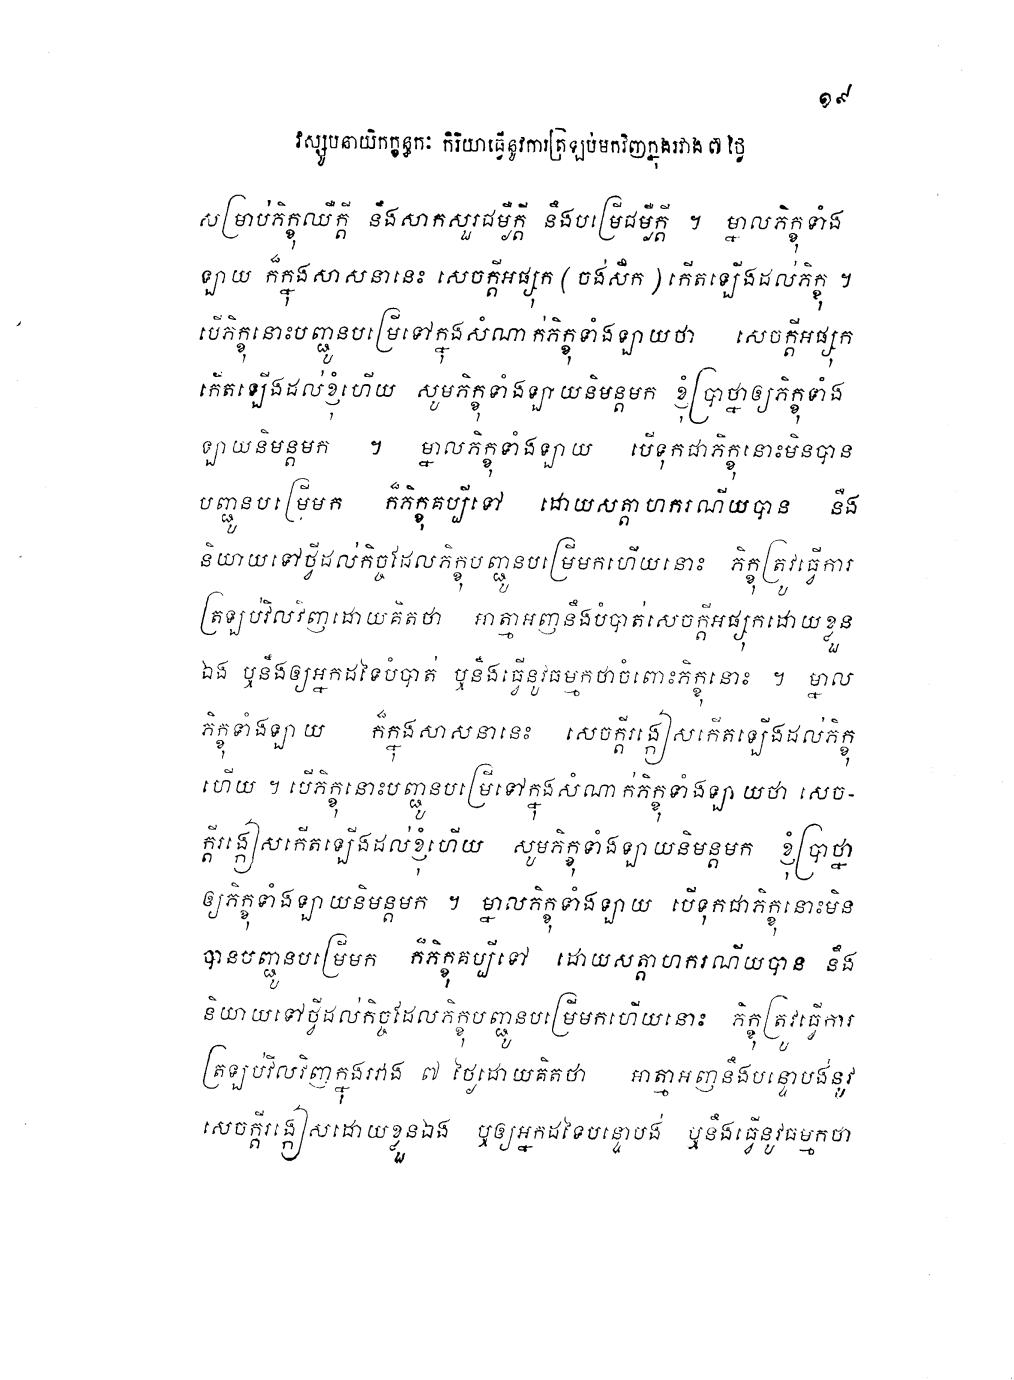 ១៩
វស្សូបនាយិកក្ខន្ធកៈ កិរិយាធ្វើនូវការត្រឡប់មកវិញក្នុងរវាង ៧ ថ្ងៃ
សម្រាប់ភិក្ខុឈឺក្តី នឹងសាកសួរជម្ងឺក្តី នឹងបម្រើជម្ងឺក្តី ។ ម្នាលភិក្ខុទាំង
ឡាយ ក៏ក្នុងសាសនានេះ សេចក្តីអផ្សុក ( ចង់សឹក ) កើតឡើងដល់ភិក្ខុ ។
បើភិក្ខុនោះបញ្ជូនបម្រើទៅក្នុងសំណាក់ភិក្ខុទាំងឡាយថា សេចក្តីអផ្សុក
កើតឡើងដល់ខ្ញុំហើយ សូមភិក្ខុទាំងឡាយនិមន្តមក ខ្ញុំប្រាថ្នាឲ្យភិក្ខុទាំង
ឡាយនិមន្តមក ។ ម្នាលភិក្ខុទាំងឡាយ បើទុកជាភិក្ខុនោះមិនបាន
បញ្ជូនបម្រើមក ក៏ភិក្ខុគប្បីទៅ ដោយសត្តាហករណីយបាន នឹង
និយាយទៅថ្វីដល់កិច្ចដែលភិក្ខុបញ្ជូនបម្រើមកហើយនោះ ភិក្ខុត្រូវធ្វើការ
ត្រឡប់វិលវិញដោយគិតថា អាត្មាអញនឹងបំបាត់សេចក្តីអផ្សុកដោយខ្លួន
ឯង ឬនឹងឲ្យអ្នកដទៃបំបាត់ ឬនឹងធ្វើនូវធម្មកថាចំពោះភិក្ខុនោះ ។ ម្នាល
ភិក្ខុទាំងឡាយ ក៏ក្នុងសាសនានេះ សេចក្តីរង្កៀសកើតឡើងដល់ភិក្ខុ
ហើយ ។ បើភិក្ខុនោះបញ្ជូនបម្រើទៅក្នុងសំណាក់ភិក្ខុទាំងឡាយថា សេច-
ក្តីរង្កៀសកើតឡើងដល់ខ្ញុំហើយ សូមភិក្ខុទាំងឡាយនិមន្តមក ខ្ញុំប្រាថ្នា
ឲ្យភិក្ខុទាំងឡាយនិមន្តមក ។ ម្នាលភិក្ខុទាំងឡាយ បើទុកជាភិក្ខុនោះមិន
បានបញ្ជូនបម្រើមក ក៏ភិក្ខុគប្បីទៅ ដោយសត្តាហករណីយបាន នឹង
និយាយទៅថ្វីដល់កិច្ចដែលភិក្ខុបញ្ជូនបម្រើមកហើយនោះ ភិក្ខុត្រូវធ្វើការ
ត្រឡប់វិលវិញក្នុងរវាង ៧ ថ្ងៃដោយគិតថា អាត្មាអញនឹងបន្ទោបង់នូវ
សេចក្តីរង្កៀសដោយខ្លួនឯង ឬឲ្យអ្នកដទៃបន្ទោបង់ ឬនឹងធ្វើនូវធម្មកថា